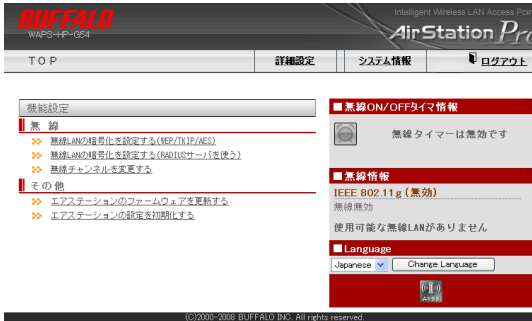 BUFFALO
WAPS-HP-G54
Intelligent Wireless LAN Access Poin
AirStation Pro
TOP
詳細設定
システム情報
ログアウト
機能設定
無 線
無線LANの暗号化を設定する(WEP/TKIP/AES)
無線LANの暗号化を設定する(RADIUSサーバを使う)
無線チャンネルを変更する
その他
エアステーションのファームウェアを更新する
エアステーションの設定を初期化する
■無線ON/OFFタイマ情報
無線タイマーは無効です
■無線情報
IEEE 802.11g (無効)
無線無効
使用可能な無線LANがありません
■Language
Japanese
Change Language
AOSS
(C)2000-2008 BUFFALO INC. All rights reserved.